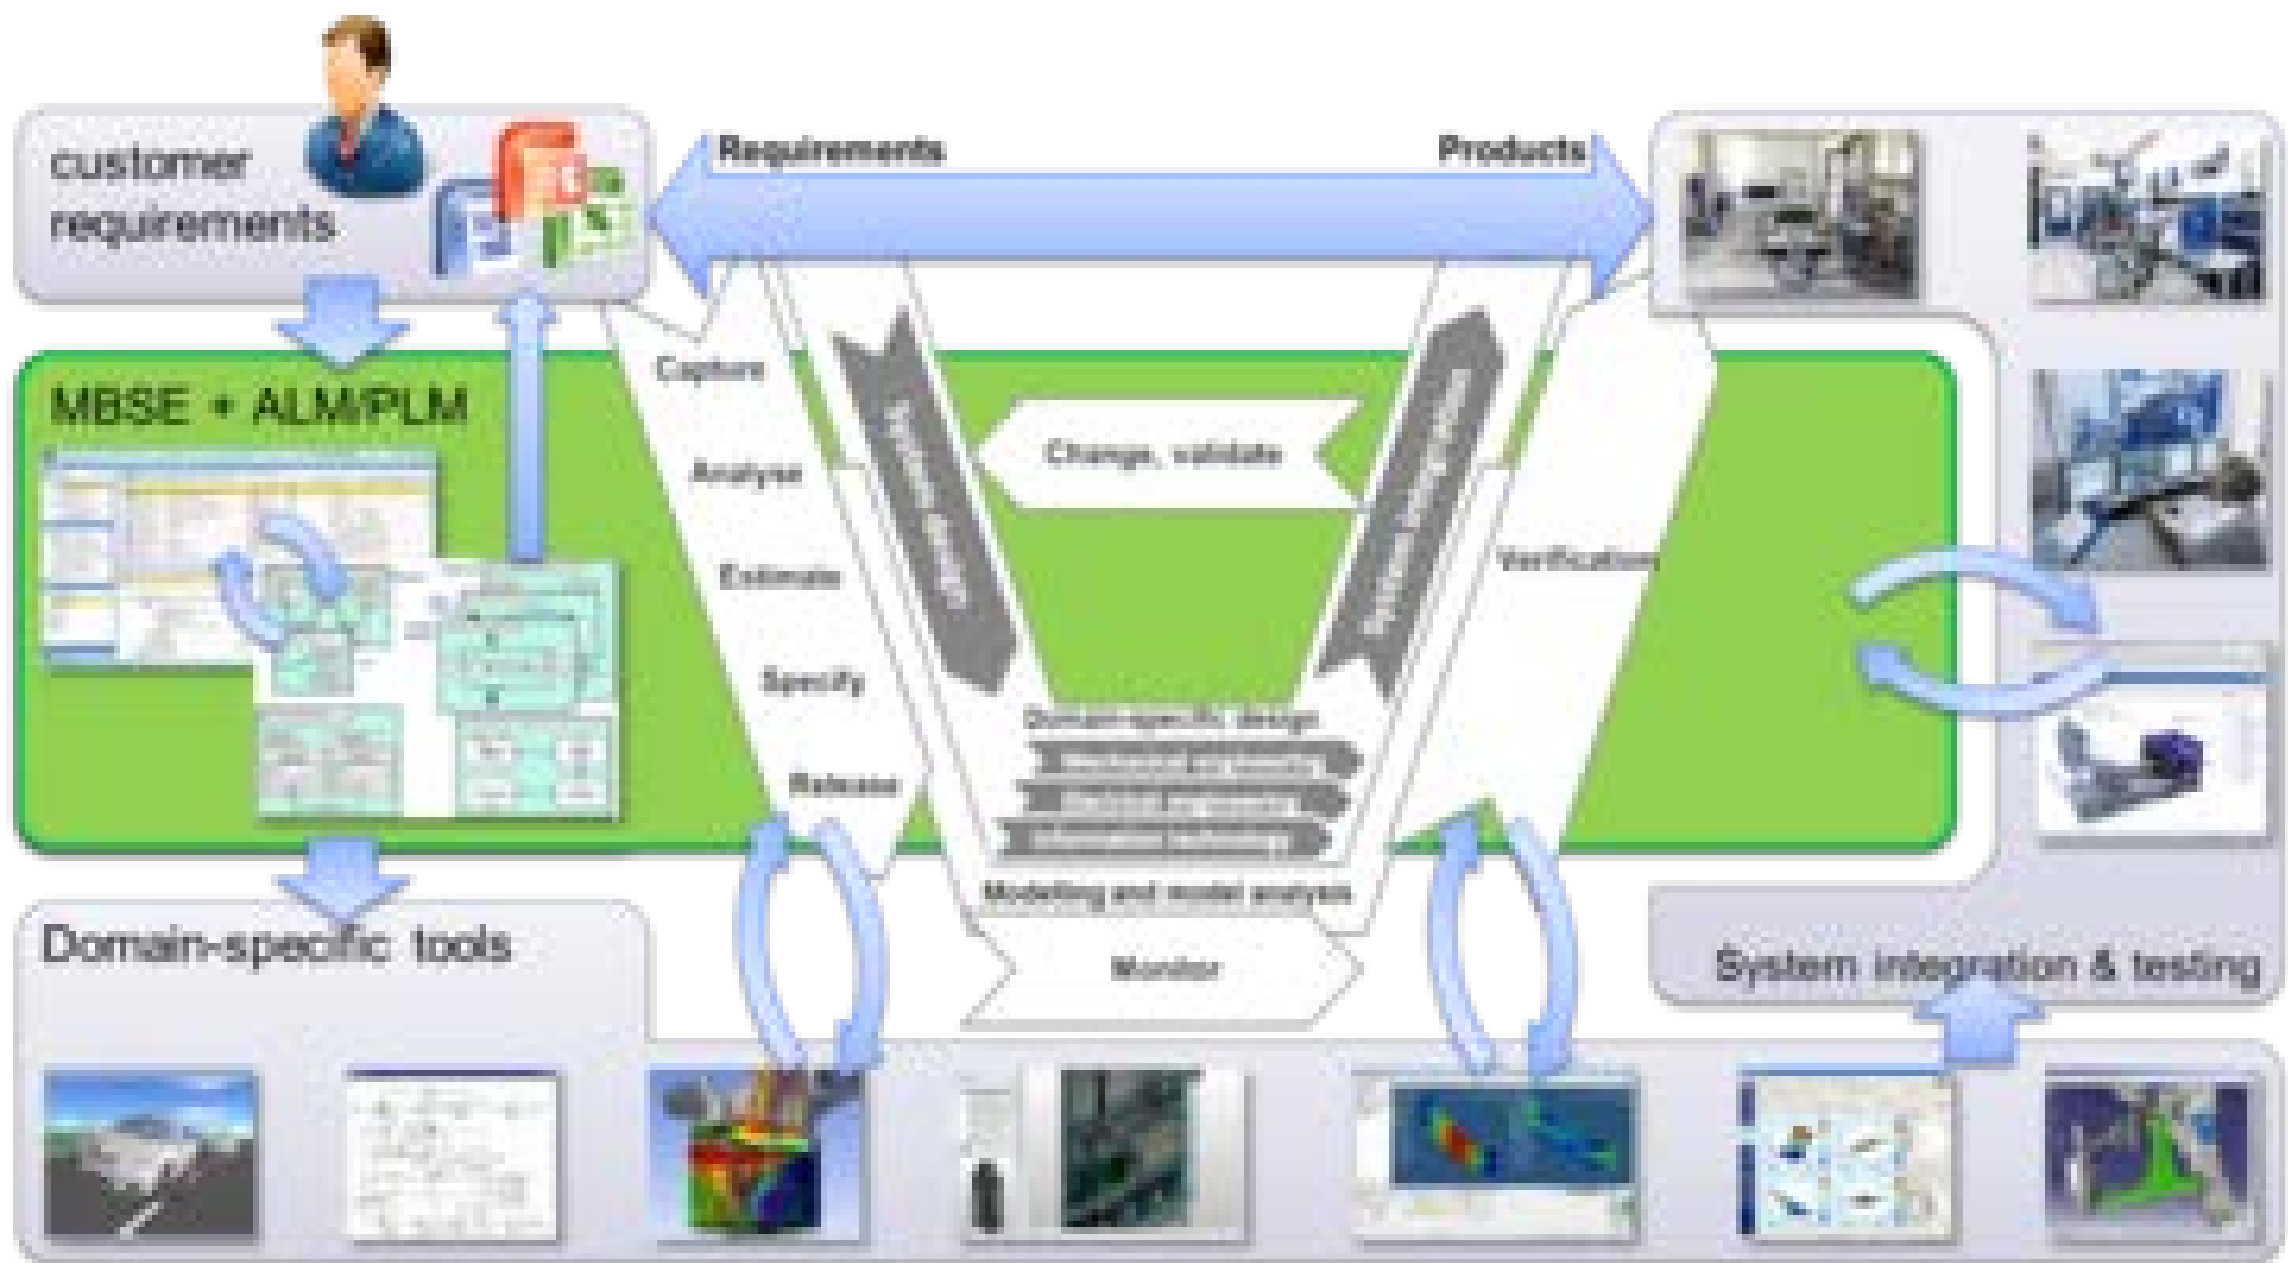 customer
requirements
Requirements
Products
MBSE + ALM/PLM
Capture
Analyse
Estimate
Specify
Release
Change, validate
Verification
Domain-specific design
Modelling and model analysis
Monitor
Domain-specific tools
System integration & testing